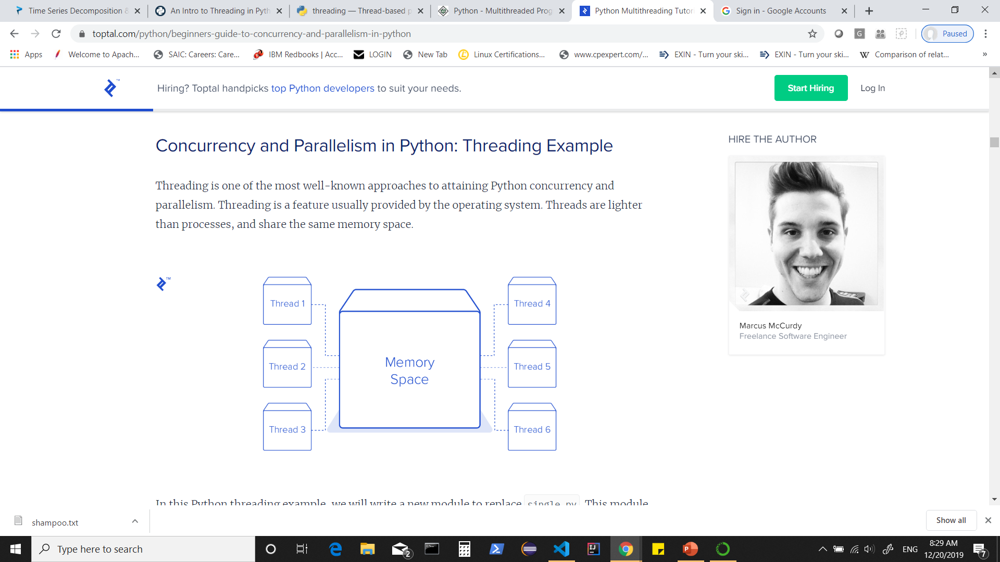 Time Series Decomposition &
An Intro to Threading in Pyth
threading — Thread-based p
Python - Multithreaded Prog
Python Multithreading Tutori
Sign in - Google Accounts
toptal.com/python/beginners-guide-to-concurrency-and-parallelism-in-python
G
Paused
Apps
Welcome to Apach...
SAIC: Careers: Care...
IBM Redbooks | Acc...
LOGIN
New Tab
Linux Certifications...
www.cpexpert.com/...
EXIN - Turn your ski...
EXIN - Turn your ski...
W
Comparison of relat...
»
TM
Hiring? Toptal handpicks top Python developers to suit your needs.
Start Hiring
Log In
Concurrency and Parallelism in Python: Threading Example
HIRE THE AUTHOR
Threading is one of the most well-known approaches to attaining Python concurrency and
parallelism. Threading is a feature usually provided by the operating system. Threads are lighter
than processes, and share the same memory space.
Marcus McCurdy
Freelance Software Engineer
TM
Thread 1
Thread 2
Thread 3
Memory
Space
Thread 4
Thread 5
Thread 6
In this Python threading example, we will write a new module to replace single.py. This module
shampoo.txt
Show all
Type here to search
2
IJ
P
ENG
8:29 AM
12/20/2019
7